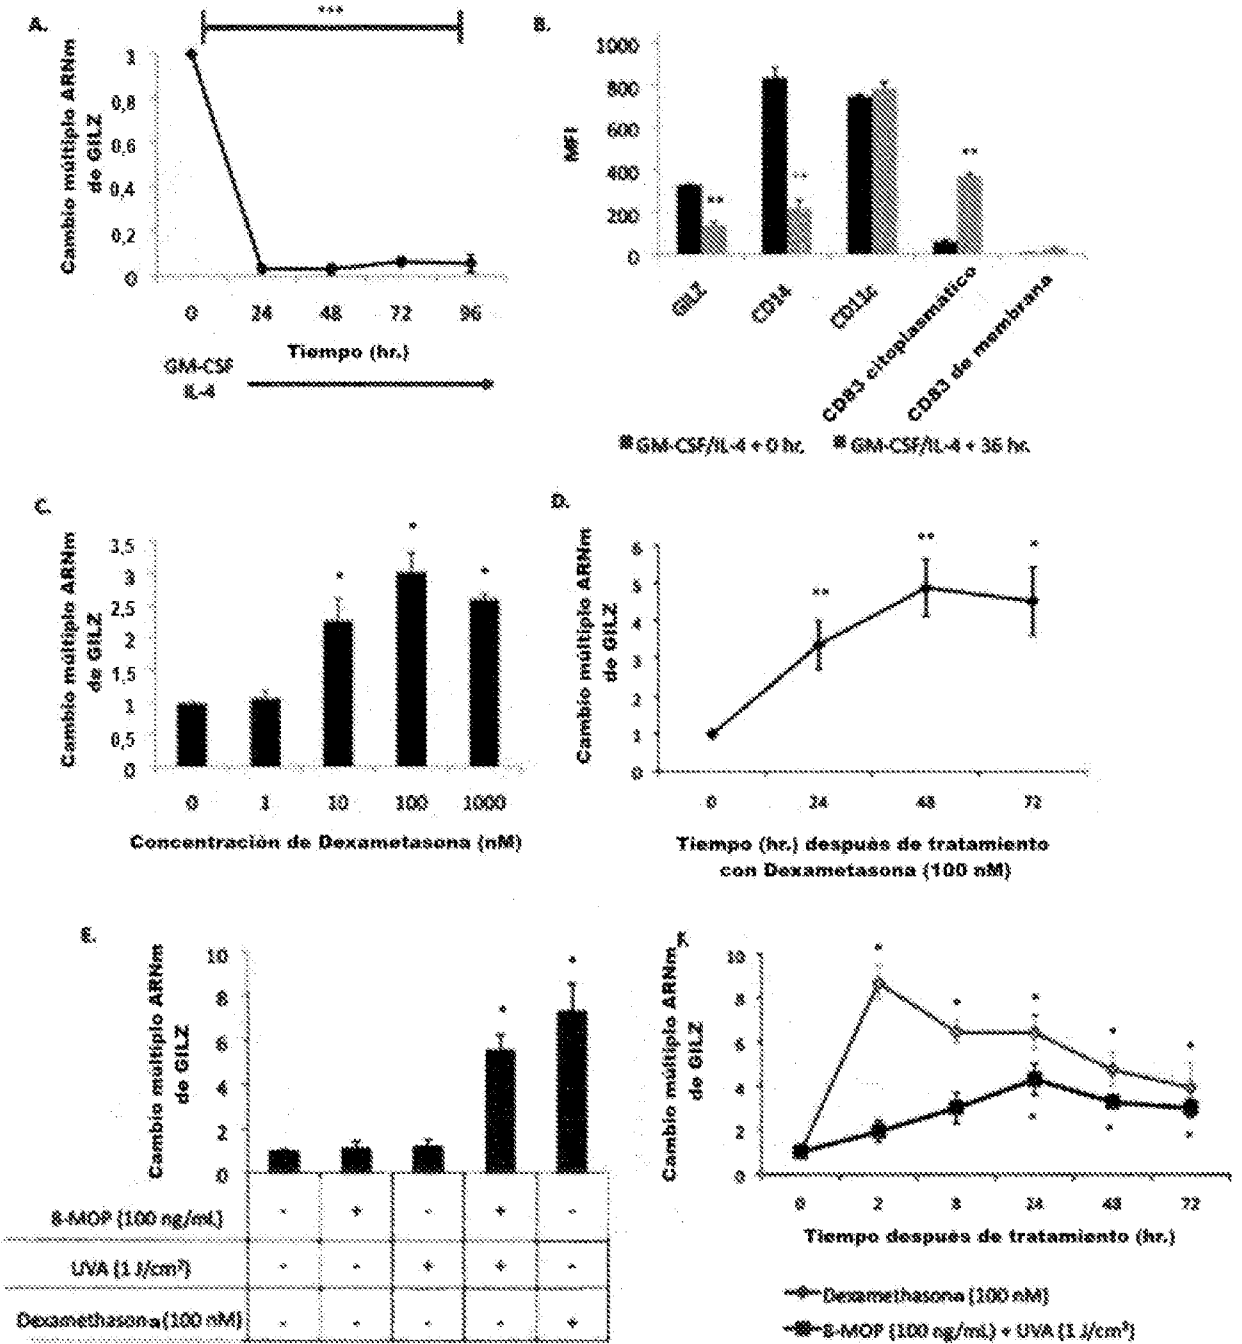 A.
***
Cambio múltiplo ARNm
de GILZ
1
0,8
0,6
0,4
0,2
0
0 24 48 72 96
Tiempo (hr.)
GM-CSF
IL-4
B.
MFI
1000
800
600
400
200
0
**
**
**
GILZ
CD14
CD11c
CD83 citoplasmático
CD83 de membrana
GM-CSF/IL-4 + 0 hr.
GM-CSF/IL-4 + 36 hr.
C.
Cambio múltiplo ARNm
de GILZ
3,5
3
2,5
2
1,5
1
0,5
0
*
*
*
0 1 10 100 1000
Concentración de Dexametasona (nM)
D.
Cambio múltiplo ARNm
de GILZ
6
5
4
3
2
1
0
**
**
*
0 24 48 72
Tiempo (hr.) después de tratamiento
con Dexametasona (100 nM)
E.
Cambio múltiplo ARNm
de GILZ
10
8
6
4
2
0
*
*
8-MOP (100 ng/mL) - + - + -
UVA (1 J/cm²) - - + + -
Dexamethasona (100 nM) - - - - +
F.
Cambio múltiplo ARNm
de GILZ
10
8
6
4
2
0
* * * * *
* * *
0 2 8 24 48 72
Tiempo después de tratamiento (hr.)
Dexamethasona (100 nM)
8-MOP (100 ng/mL) + UVA (1 J/cm²)